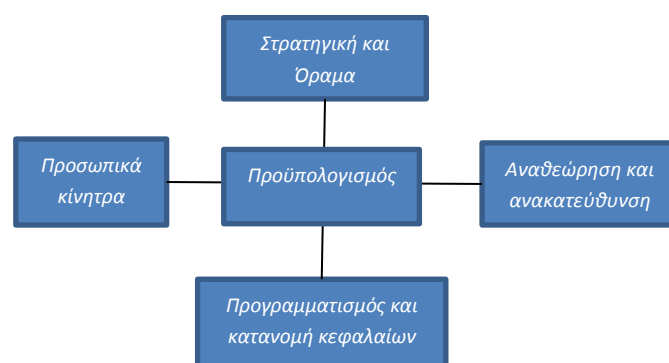 Στρατηγική και
Όραμα
Προσωπικά
κίνητρα
Προϋπολογισμός
Αναθεώρηση και
ανακατεύθυνση
Προγραμματισμός και
κατανομή κεφαλαίων